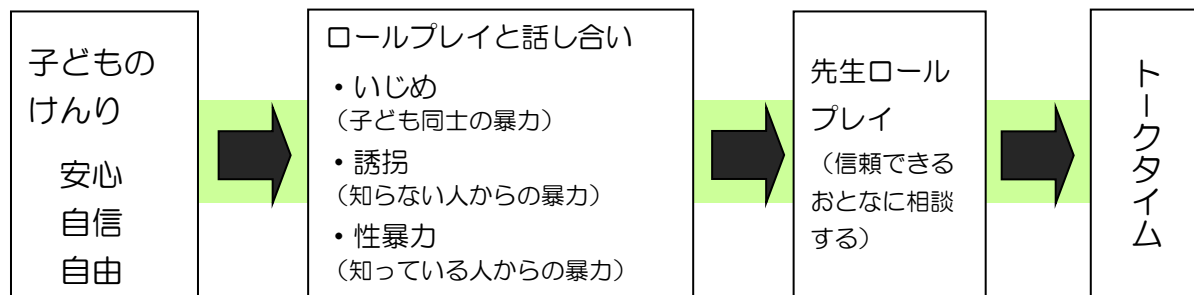 子どもの
けんり
安心
自信
自由
ロールプレイと話し合い
・いじめ
（子ども同士の暴力）
・誘拐
（知らない人からの暴力）
・性暴力
（知っている人からの暴力）
先生ロール
プレイ
（信頼できる
おとなに相談
する）
トークタイム